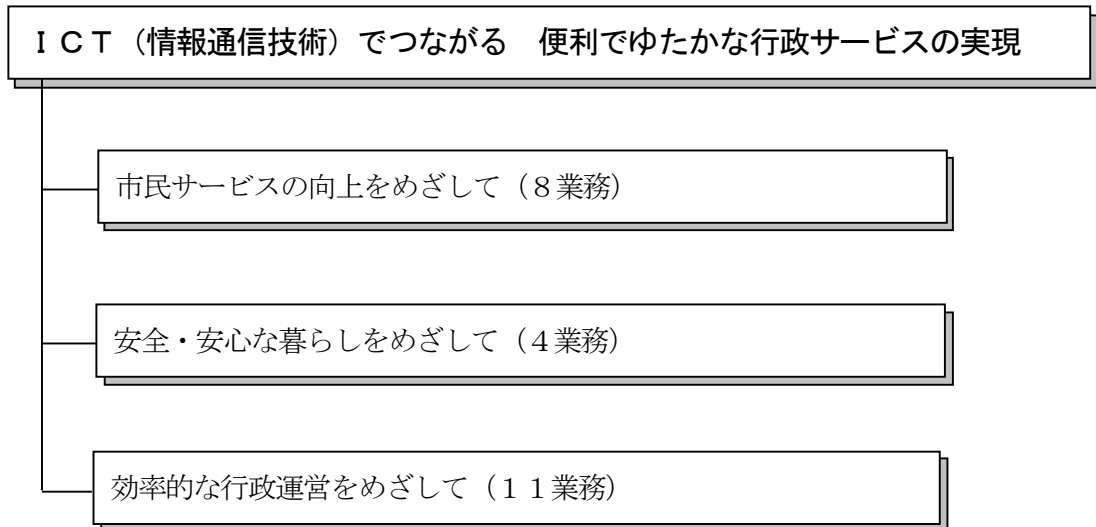 ＩＣＴ（情報通信技術）でつながる　便利でゆたかな行政サービスの実現
市民サービスの向上をめざして（８業務）
安全・安心な暮らしをめざして（４業務）
効率的な行政運営をめざして（１１業務）